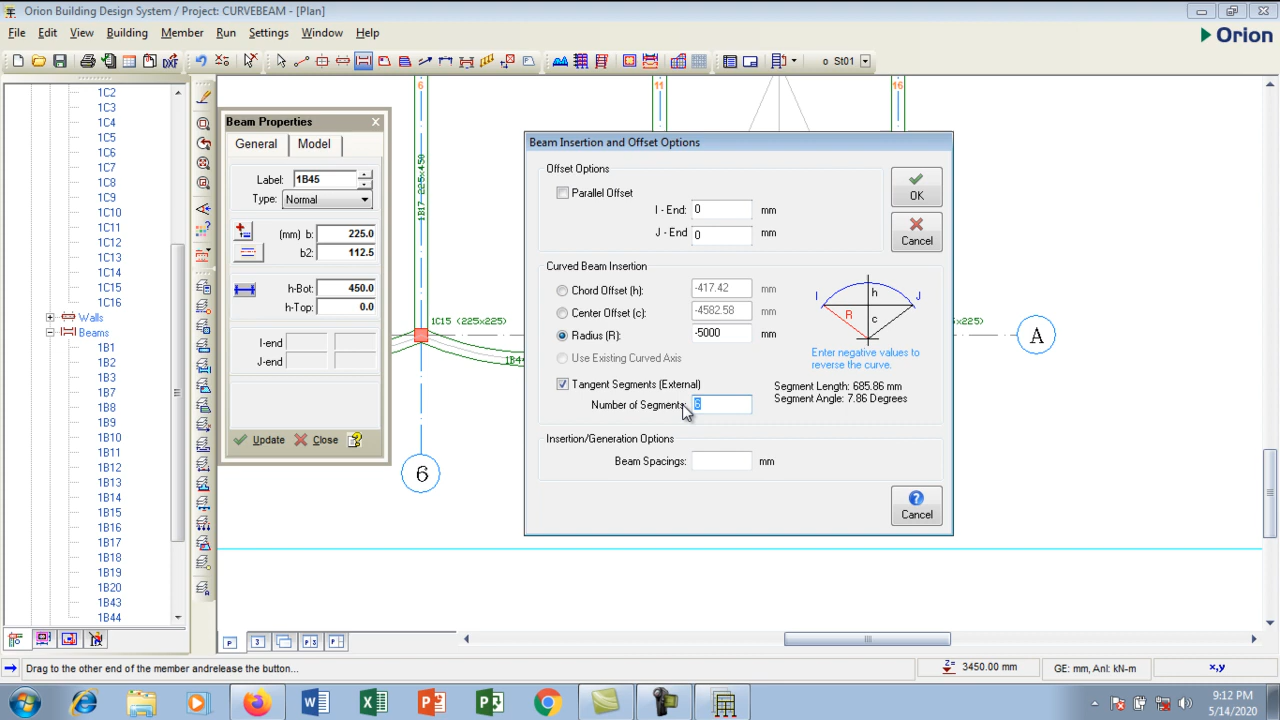 Orion Building Design System / Project: CURVEBEAM - [Plan]
File Edit View Building Member Run Settings Window Help
Orion
St01
1C2
1C3
1C4
1C5
1C6
1C7
1C8
1C9
1C10
1C11
1C12
1C13
1C14
1C15
1C16
Walls
Beams
1B1
1B2
1B3
1B7
1B8
1B9
1B10
1B11
1B12
1B13
1B14
1B15
1B16
1B17
1B18
1B19
1B20
1B43
1B44
Beam Properties
General Model
Label: 1B45
Type: Normal
(mm) b: 225.0
b2: 112.5
h-Bot: 450.0
h-Top: 0.0
I-end
J-end
Update Close
6 11 16
1B17 225x450
1C15 (225x225)
1B44
x225)
A
6
Beam Insertion and Offset Options
Offset Options
Parallel Offset
I - End: 0 mm
J - End 0 mm
OK
Cancel
Curved Beam Insertion
Chord Offset (h): -417.42 mm
Center Offset (c): -4582.58 mm
Radius (R): -5000 mm
Use Existing Curved Axis
I h J
R c
Enter negative values to
reverse the curve.
Tangent Segments (External)
Number of Segments: 6
Segment Length: 685.86 mm
Segment Angle: 7.86 Degrees
Insertion/Generation Options
Beam Spacings: mm
Cancel
Drag to the other end of the member andrelease the button...
Z= 3450.00 mm
GE: mm, Anl: kN-m
x,y
9:12 PM
5/14/2020